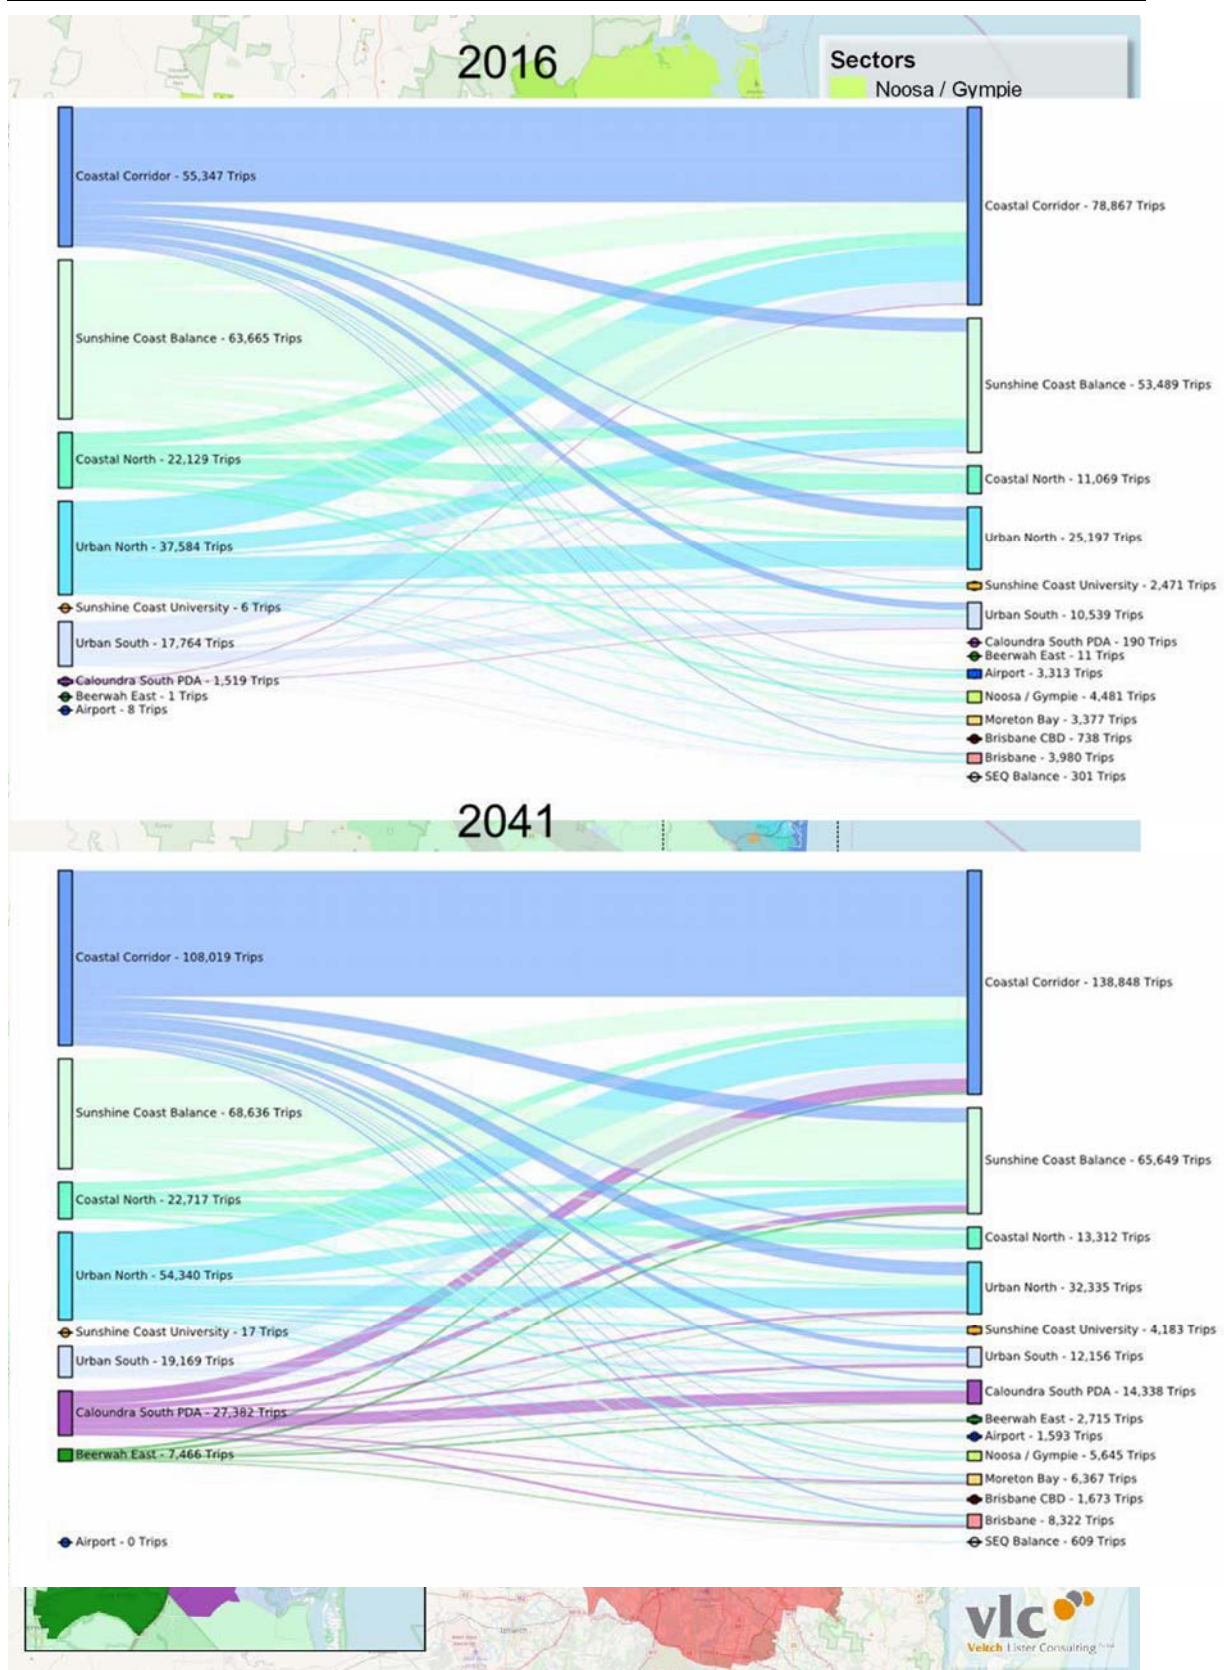 2016
Sectors
Noosa / Gympie
Coastal Corridor - 55,347 Trips
Sunshine Coast Balance - 63,665 Trips
Coastal North - 22,129 Trips
Urban North - 37,584 Trips
Sunshine Coast University - 6 Trips
Urban South - 17,764 Trips
Caloundra South PDA - 1,519 Trips
Beerwah East - 1 Trips
Airport - 8 Trips
Coastal Corridor - 78,867 Trips
Sunshine Coast Balance - 53,489 Trips
Coastal North - 11,069 Trips
Urban North - 25,197 Trips
Sunshine Coast University - 2,471 Trips
Urban South - 10,539 Trips
Caloundra South PDA - 190 Trips
Beerwah East - 11 Trips
Airport - 3,313 Trips
Noosa / Gympie - 4,481 Trips
Moreton Bay - 3,377 Trips
Brisbane CBD - 738 Trips
Brisbane - 3,980 Trips
SEQ Balance - 301 Trips
2041
Coastal Corridor - 108,019 Trips
Sunshine Coast Balance - 68,636 Trips
Coastal North - 22,717 Trips
Urban North - 54,340 Trips
Sunshine Coast University - 17 Trips
Urban South - 19,169 Trips
Caloundra South PDA - 27,382 Trips
Beerwah East - 7,466 Trips
Airport - 0 Trips
Coastal Corridor - 138,848 Trips
Sunshine Coast Balance - 65,649 Trips
Coastal North - 13,312 Trips
Urban North - 32,335 Trips
Sunshine Coast University - 4,183 Trips
Urban South - 12,156 Trips
Caloundra South PDA - 14,338 Trips
Beerwah East - 2,715 Trips
Airport - 1,593 Trips
Noosa / Gympie - 5,645 Trips
Moreton Bay - 6,367 Trips
Brisbane CBD - 1,673 Trips
Brisbane - 8,322 Trips
SEQ Balance - 609 Trips
Ipswich
vlc
Veitch Lister Consulting